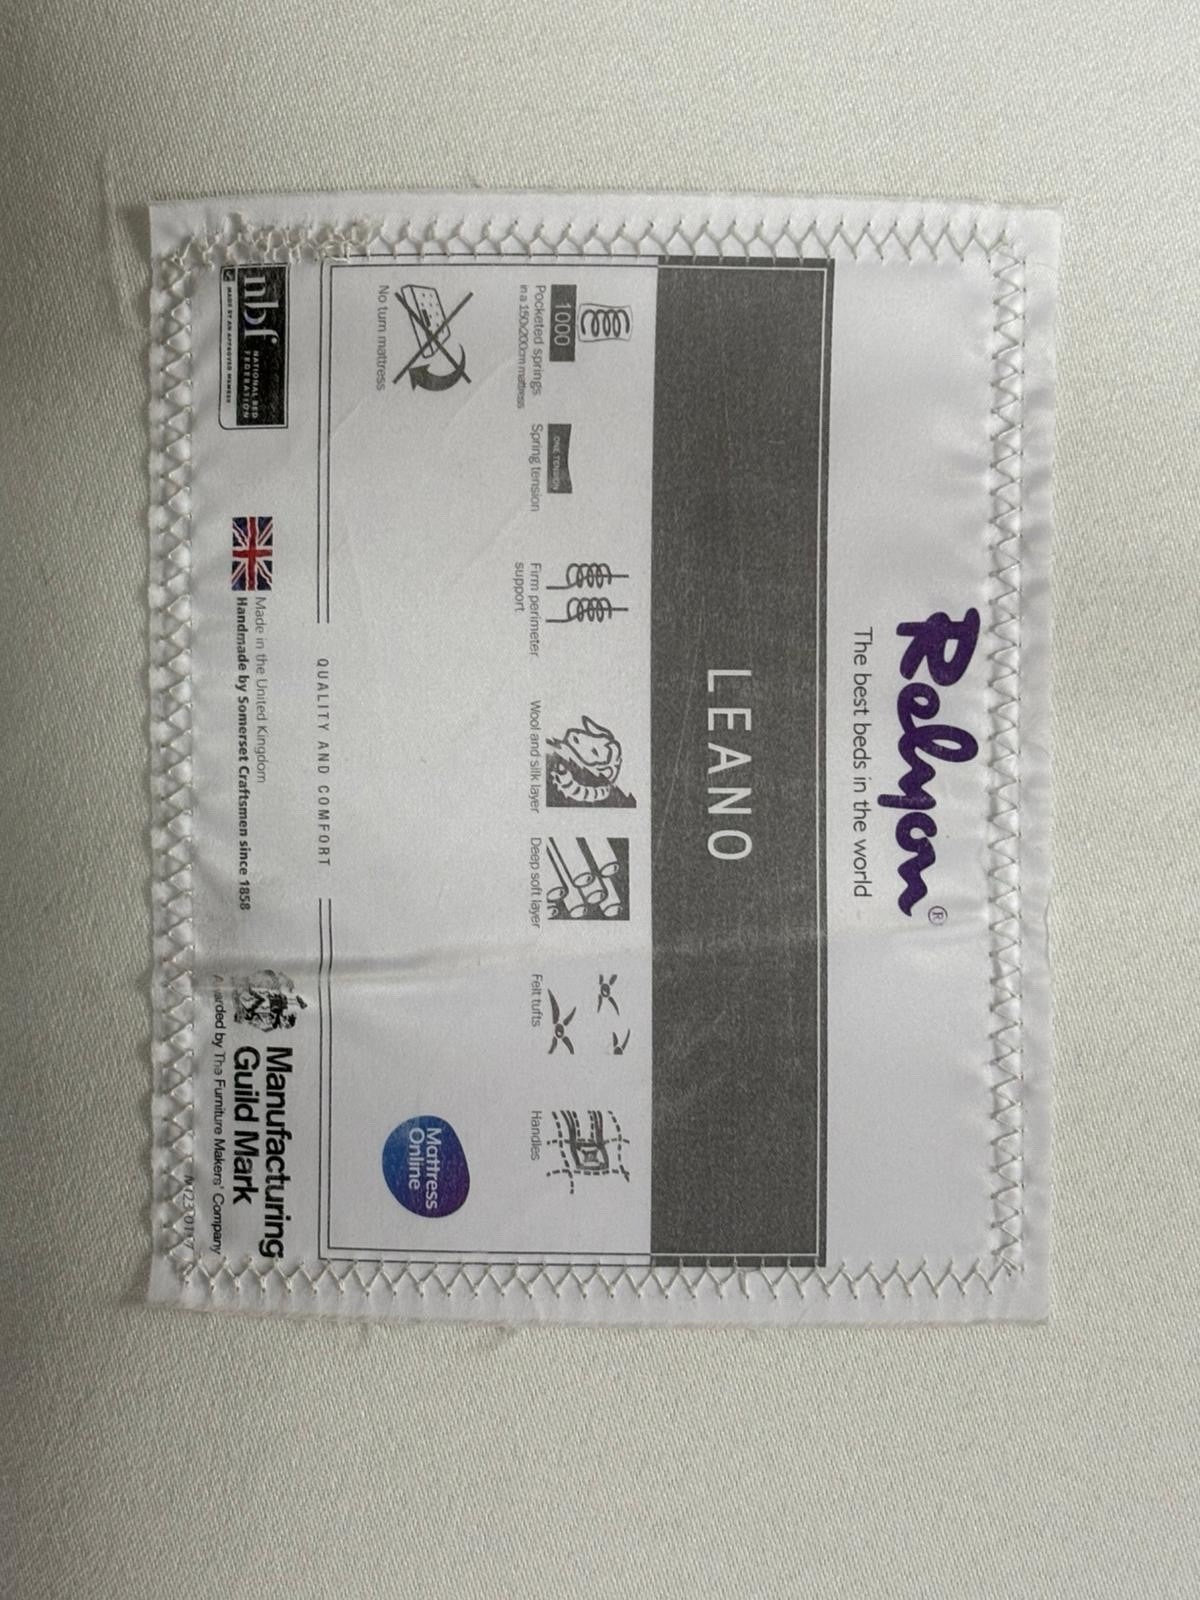 Relyon®
The best beds in the world
LEANO
1000
Pocketed springs
in a 150x200cm mattress
ONE TENSION
Spring tension
Firm perimeter
support
Wool and silk layer
Deep soft layer
Felt tufts
Handles
No turn mattress
Mattress
Online
QUALITY AND COMFORT
nbf
NATIONAL BED
FEDERATION
MADE BY AN APPROVED MEMBER
Made in the United Kingdom
Handmade by Somerset Craftsmen since 1858
Manufacturing
Guild Mark
Awarded by The Furniture Makers' Company